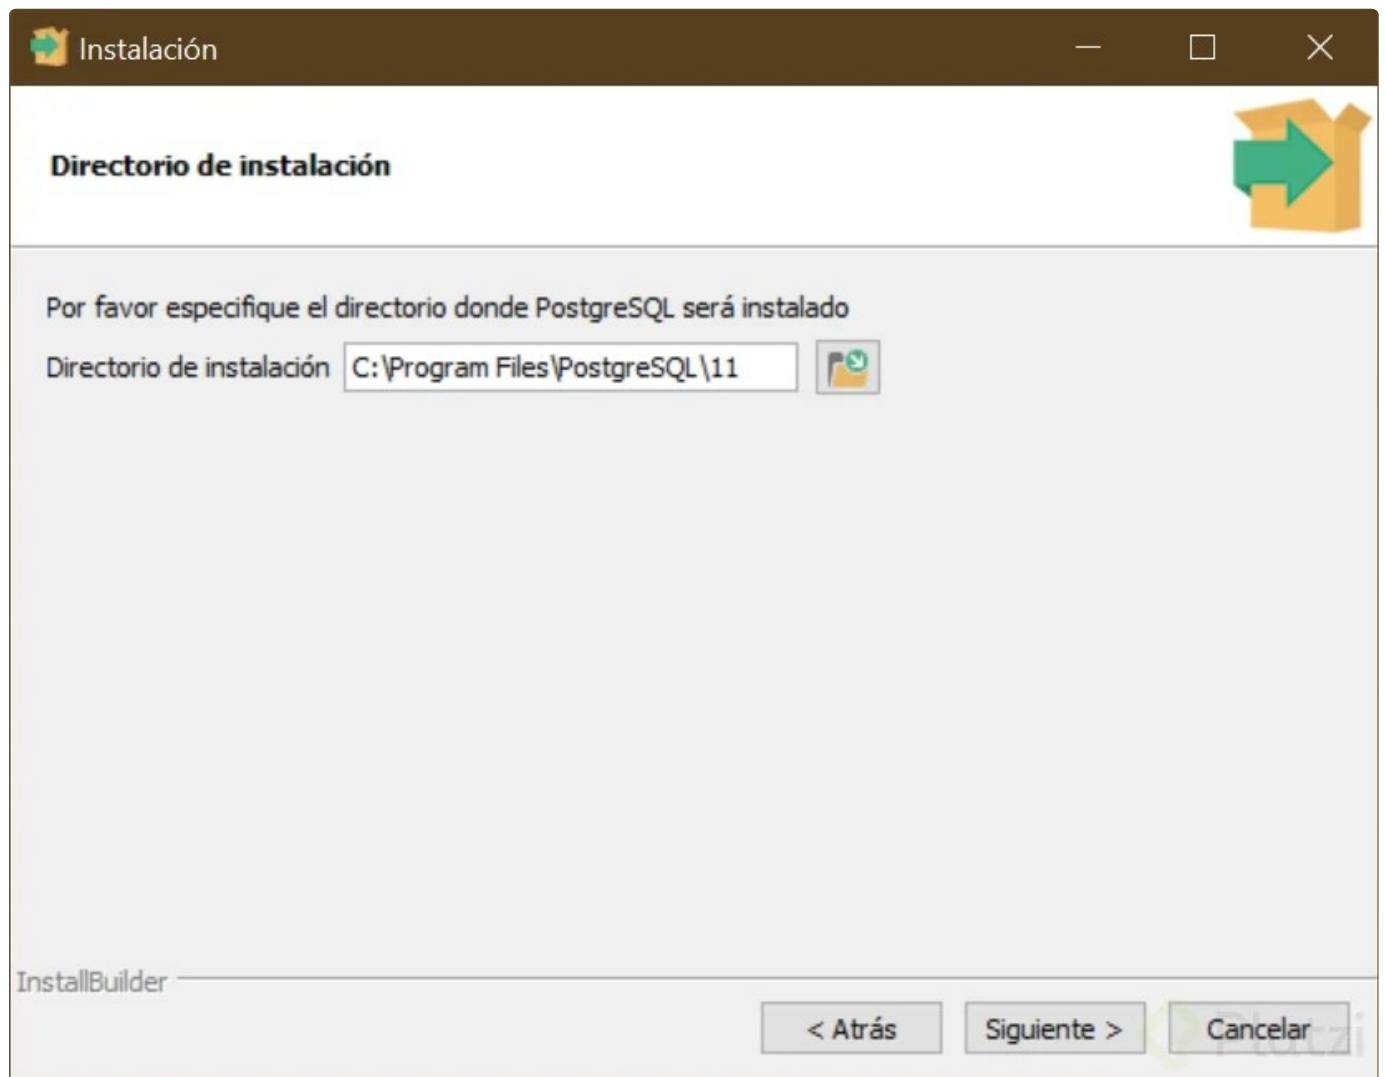 Instalación
Directorio de instalación
Por favor especifique el directorio donde PostgreSQL será instalado
Directorio de instalación C:\Program Files\PostgreSQL\11
InstallBuilder
< Atrás Siguiente > Cancelar
Platzi